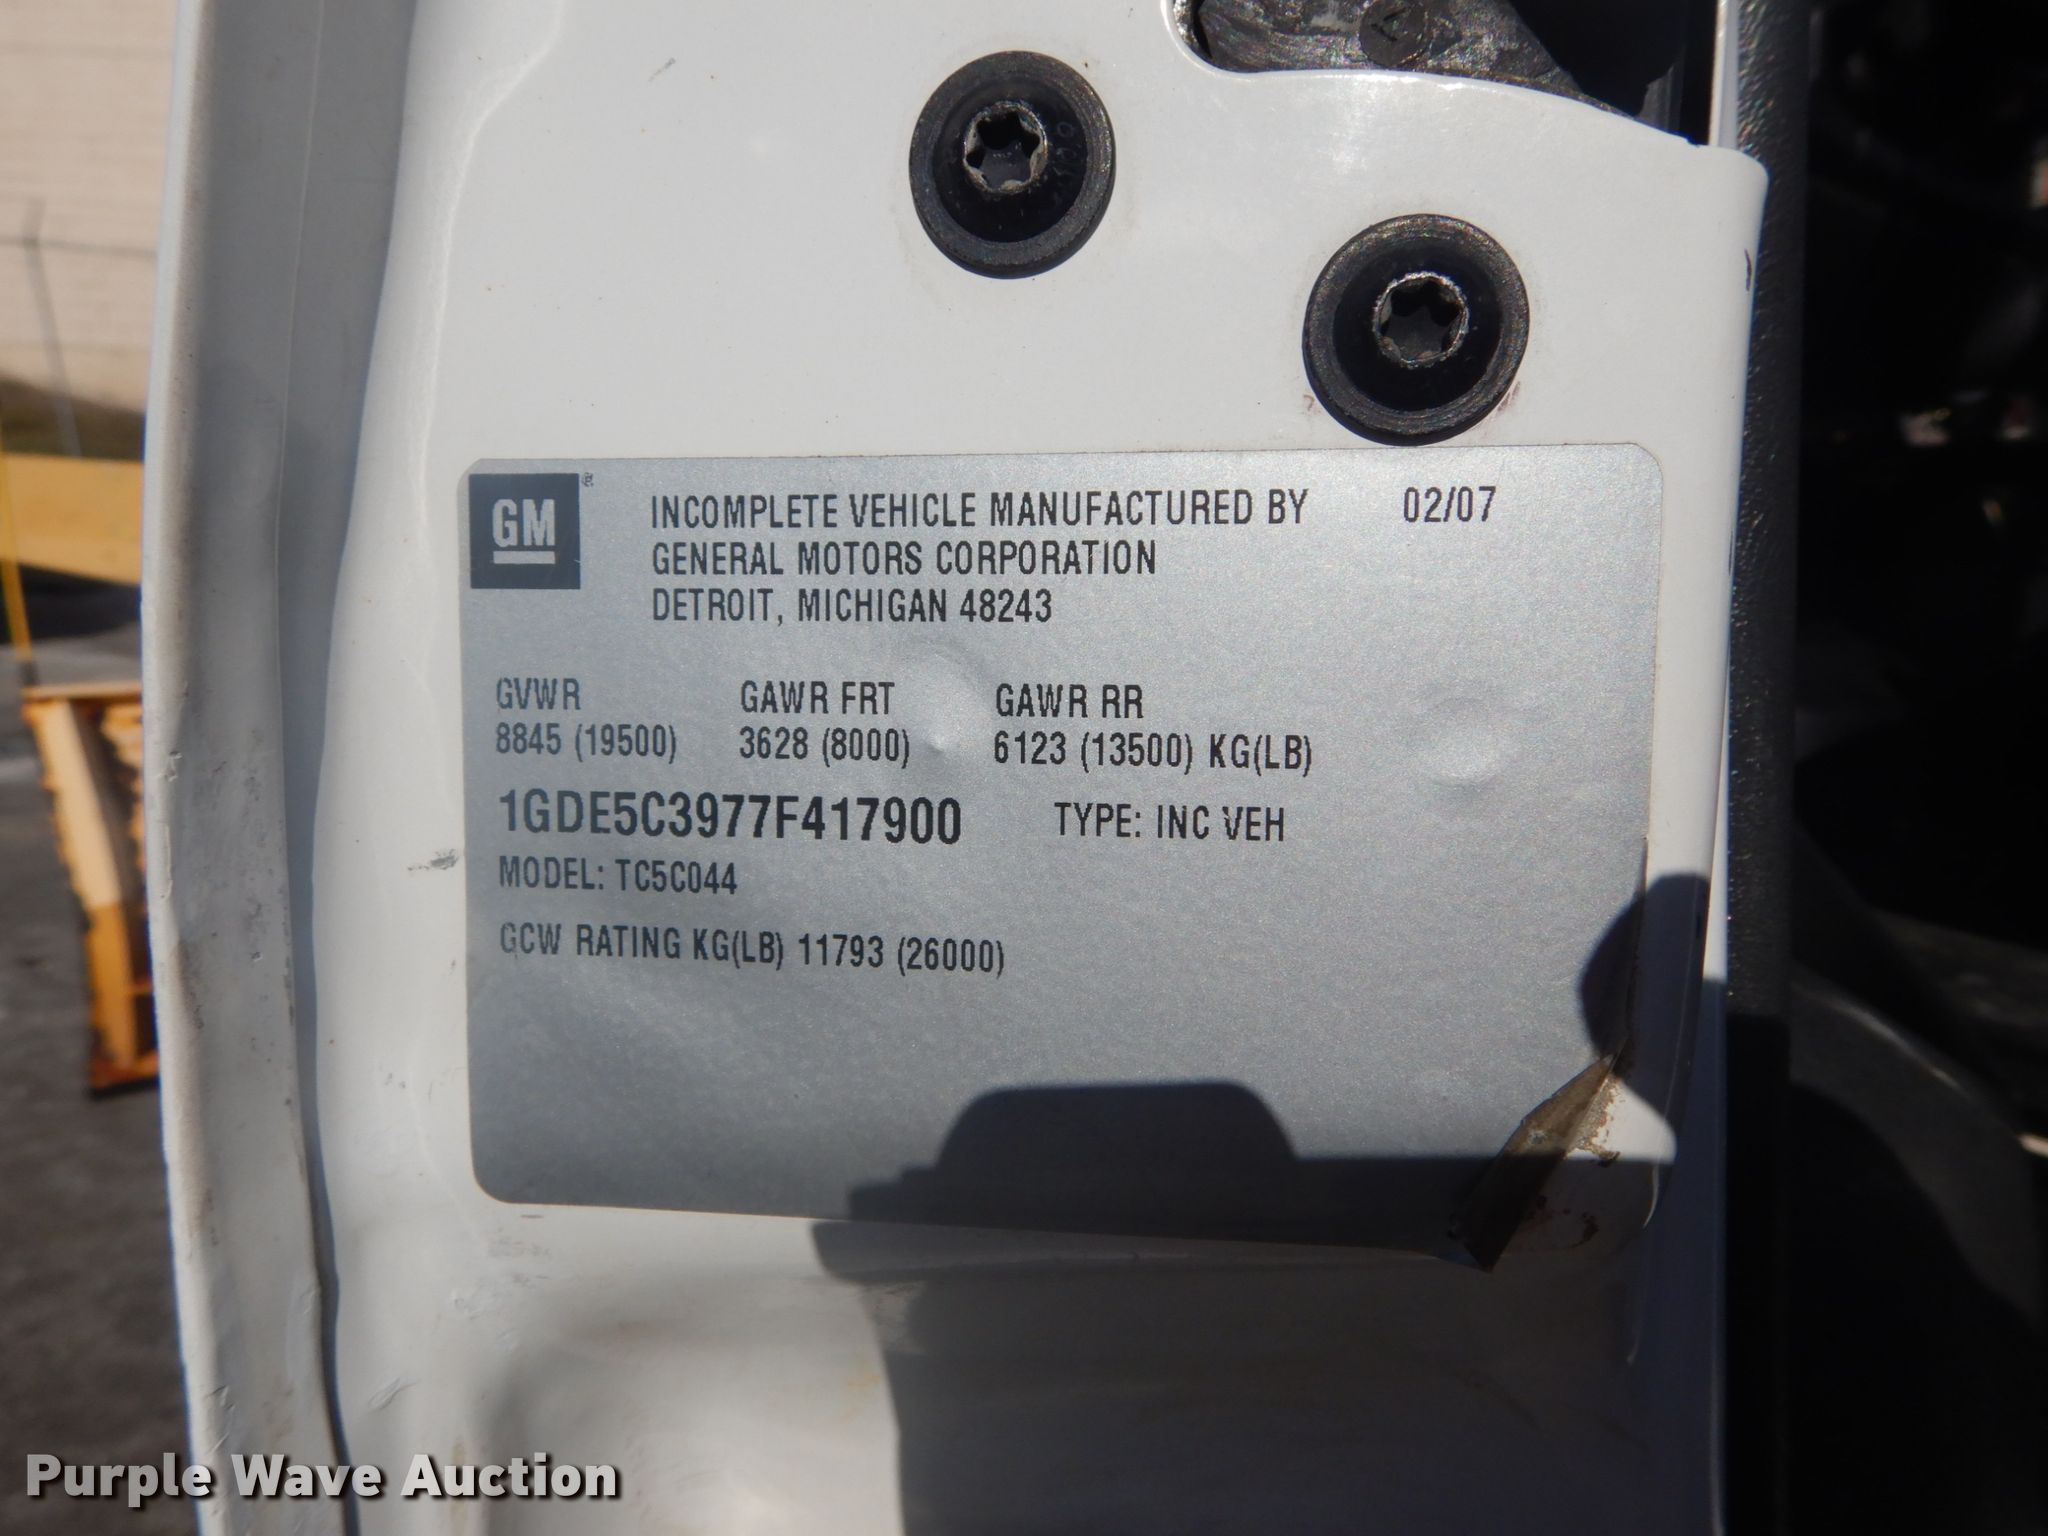 GM®
INCOMPLETE VEHICLE MANUFACTURED BY 02/07
GENERAL MOTORS CORPORATION
DETROIT, MICHIGAN 48243
GVWR GAWR FRT GAWR RR
8845 (19500) 3628 (8000) 6123 (13500) KG(LB)
1GDE5C3977F417900 TYPE: INC VEH
MODEL: TC5C044
GCW RATING KG(LB) 11793 (26000)
Purple Wave Auction